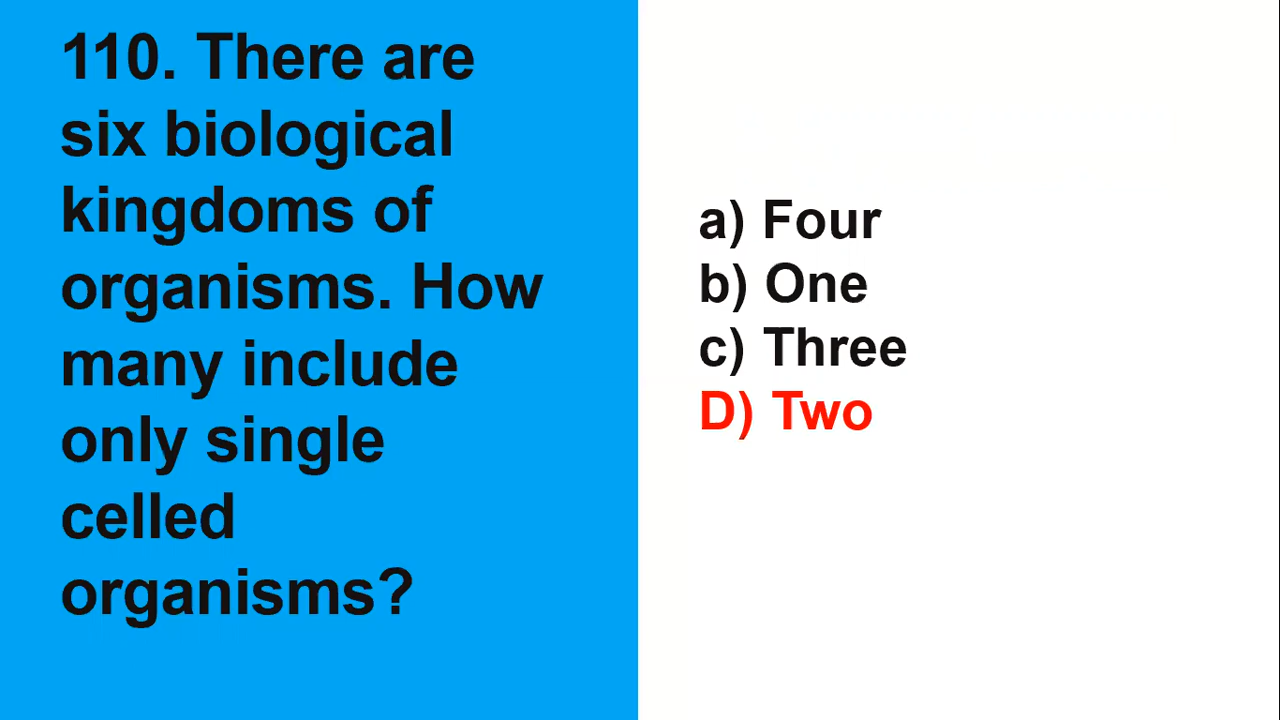 110. There are
six biological
kingdoms of
organisms. How
many include
only single
celled
organisms?
a) Four
b) One
c) Three
D) Two